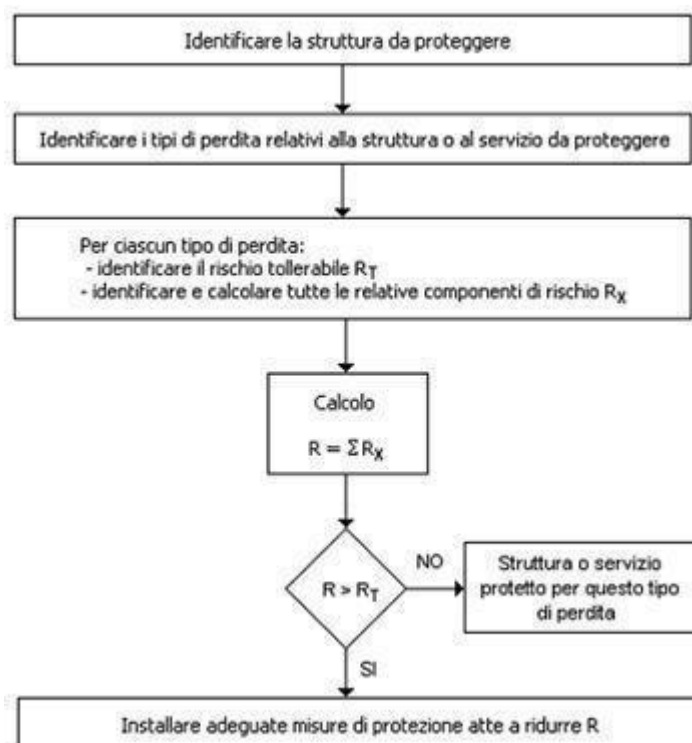 Identificare la struttura da proteggere
Identificare i tipi di perdita relativi alla struttura o al servizio da proteggere
Per ciascun tipo di perdita:
- identificare il rischio tollerabile RT
- identificare e calcolare tutte le relative componenti di rischio RX
Calcolo
R = ΣRX
R > RT
NO
Struttura o servizio
protetto per questo tipo
di perdita
SI
Installare adeguate misure di protezione atte a ridurre R